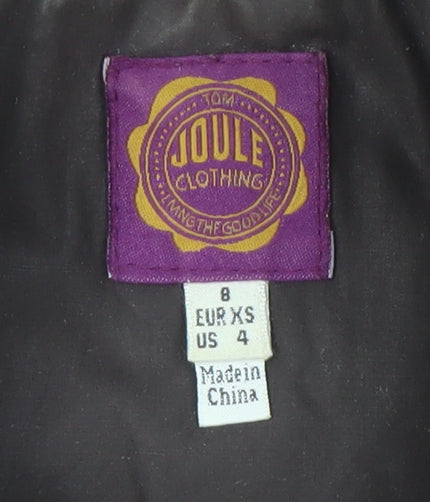 TOM
JOULE
CLOTHING
LIVING THE GOOD LIFE
8
EUR XS
US 4
Made in
China